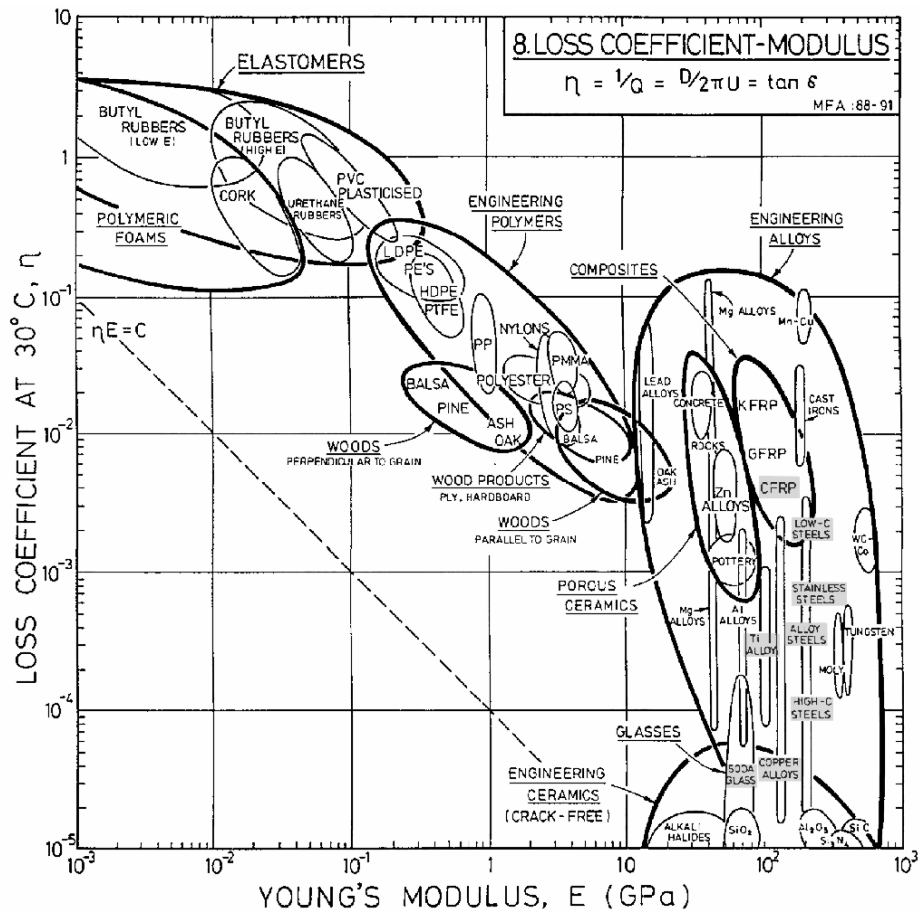 8. LOSS COEFFICIENT-MODULUS
η = 1/Q = D/2πU = tan δ
MFA :88-91
LOSS COEFFICIENT AT 30°C, η
10
1
10⁻¹
10⁻²
10⁻³
10⁻⁴
10⁻⁵
ELASTOMERS
BUTYL
RUBBERS
(LOW E)
BUTYL
RUBBERS
(HIGH E)
CORK
URETHANE
RUBBERS
PVC
PLASTICISED
POLYMERIC
FOAMS
ηE=C
ENGINEERING
POLYMERS
LDPE
PE'S
HDPE
PTFE
PP
NYLONS
PMMA
POLYESTER
PS
BALSA
PINE
ASH
OAK
WOODS
PERPENDICULAR TO GRAIN
BALSA
PINE
OAK
ASH
WOOD PRODUCTS
PLY, HARDBOARD
WOODS
PARALLEL TO GRAIN
ENGINEERING
ALLOYS
COMPOSITES
Mg ALLOYS
Mn-Cu
LEAD
ALLOYS
CONCRETE
KFRP
CAST
IRONS
ROCKS
GFRP
CFRP
Zn
ALLOYS
LOW-C
STEELS
WC-
Co
POTTERY
POROUS
CERAMICS
STAINLESS
STEELS
Mg
ALLOYS
Al
ALLOYS
Ti
ALLOY
ALLOY
STEELS
TUNGSTEN
MOLY
HIGH-C
STEELS
GLASSES
SODA
GLASS
COPPER
ALLOYS
ENGINEERING
CERAMICS
(CRACK-FREE)
ALKALI
HALIDES
SiO₂
Al₂O₃
SiC
10⁻³
10⁻²
10⁻¹
1
10
10²
10³
YOUNG'S MODULUS, E (GPa)